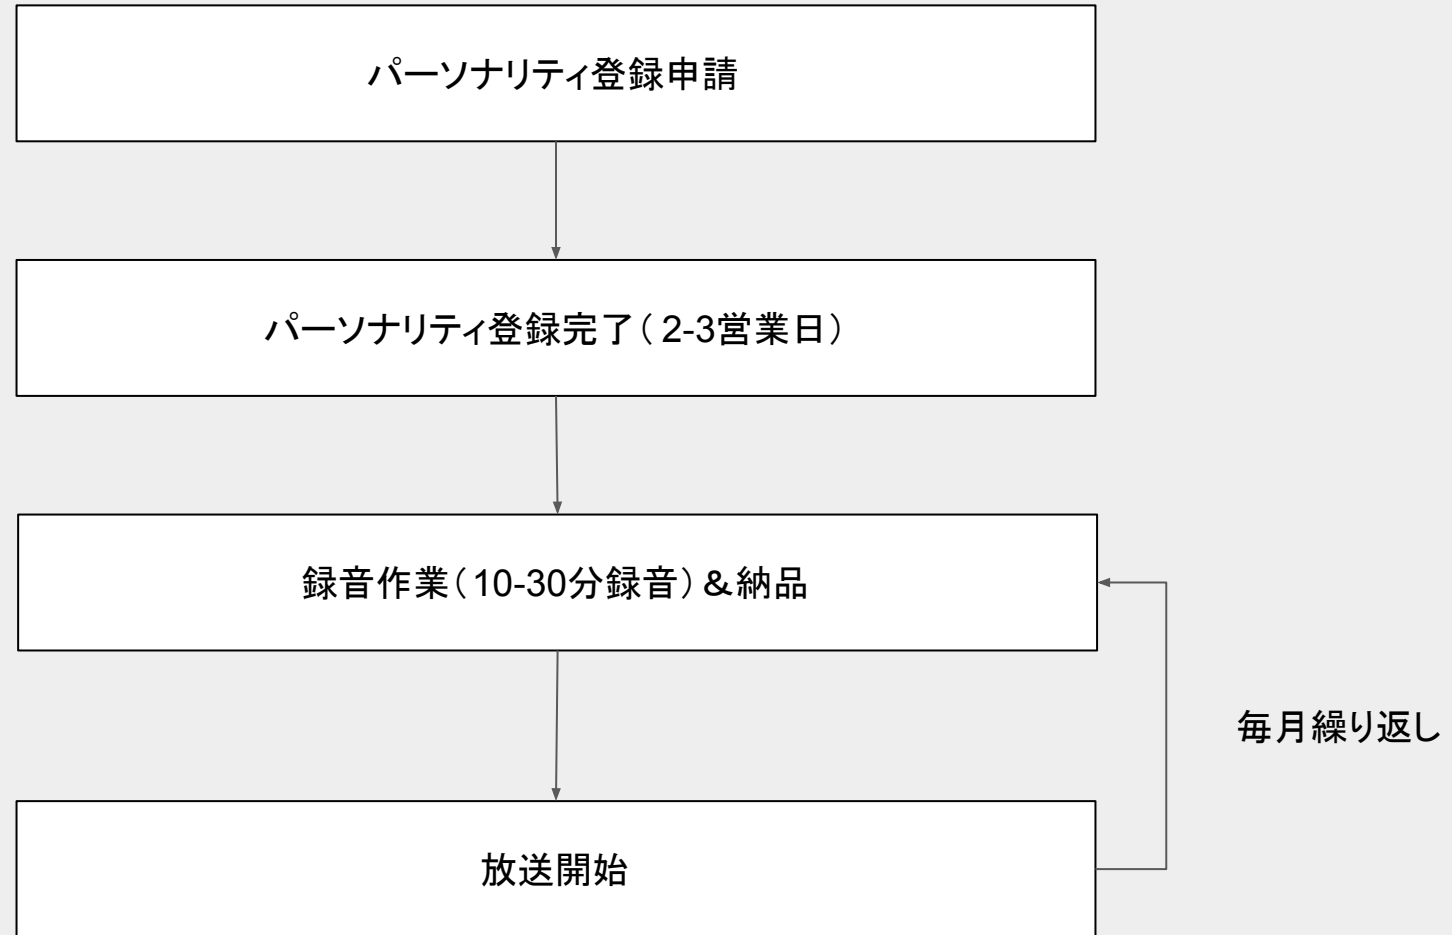 パーソナリティ登録申請
パーソナリティ登録完了（2-3営業日）
録音作業（10-30分録音）＆納品
毎月繰り返し
放送開始